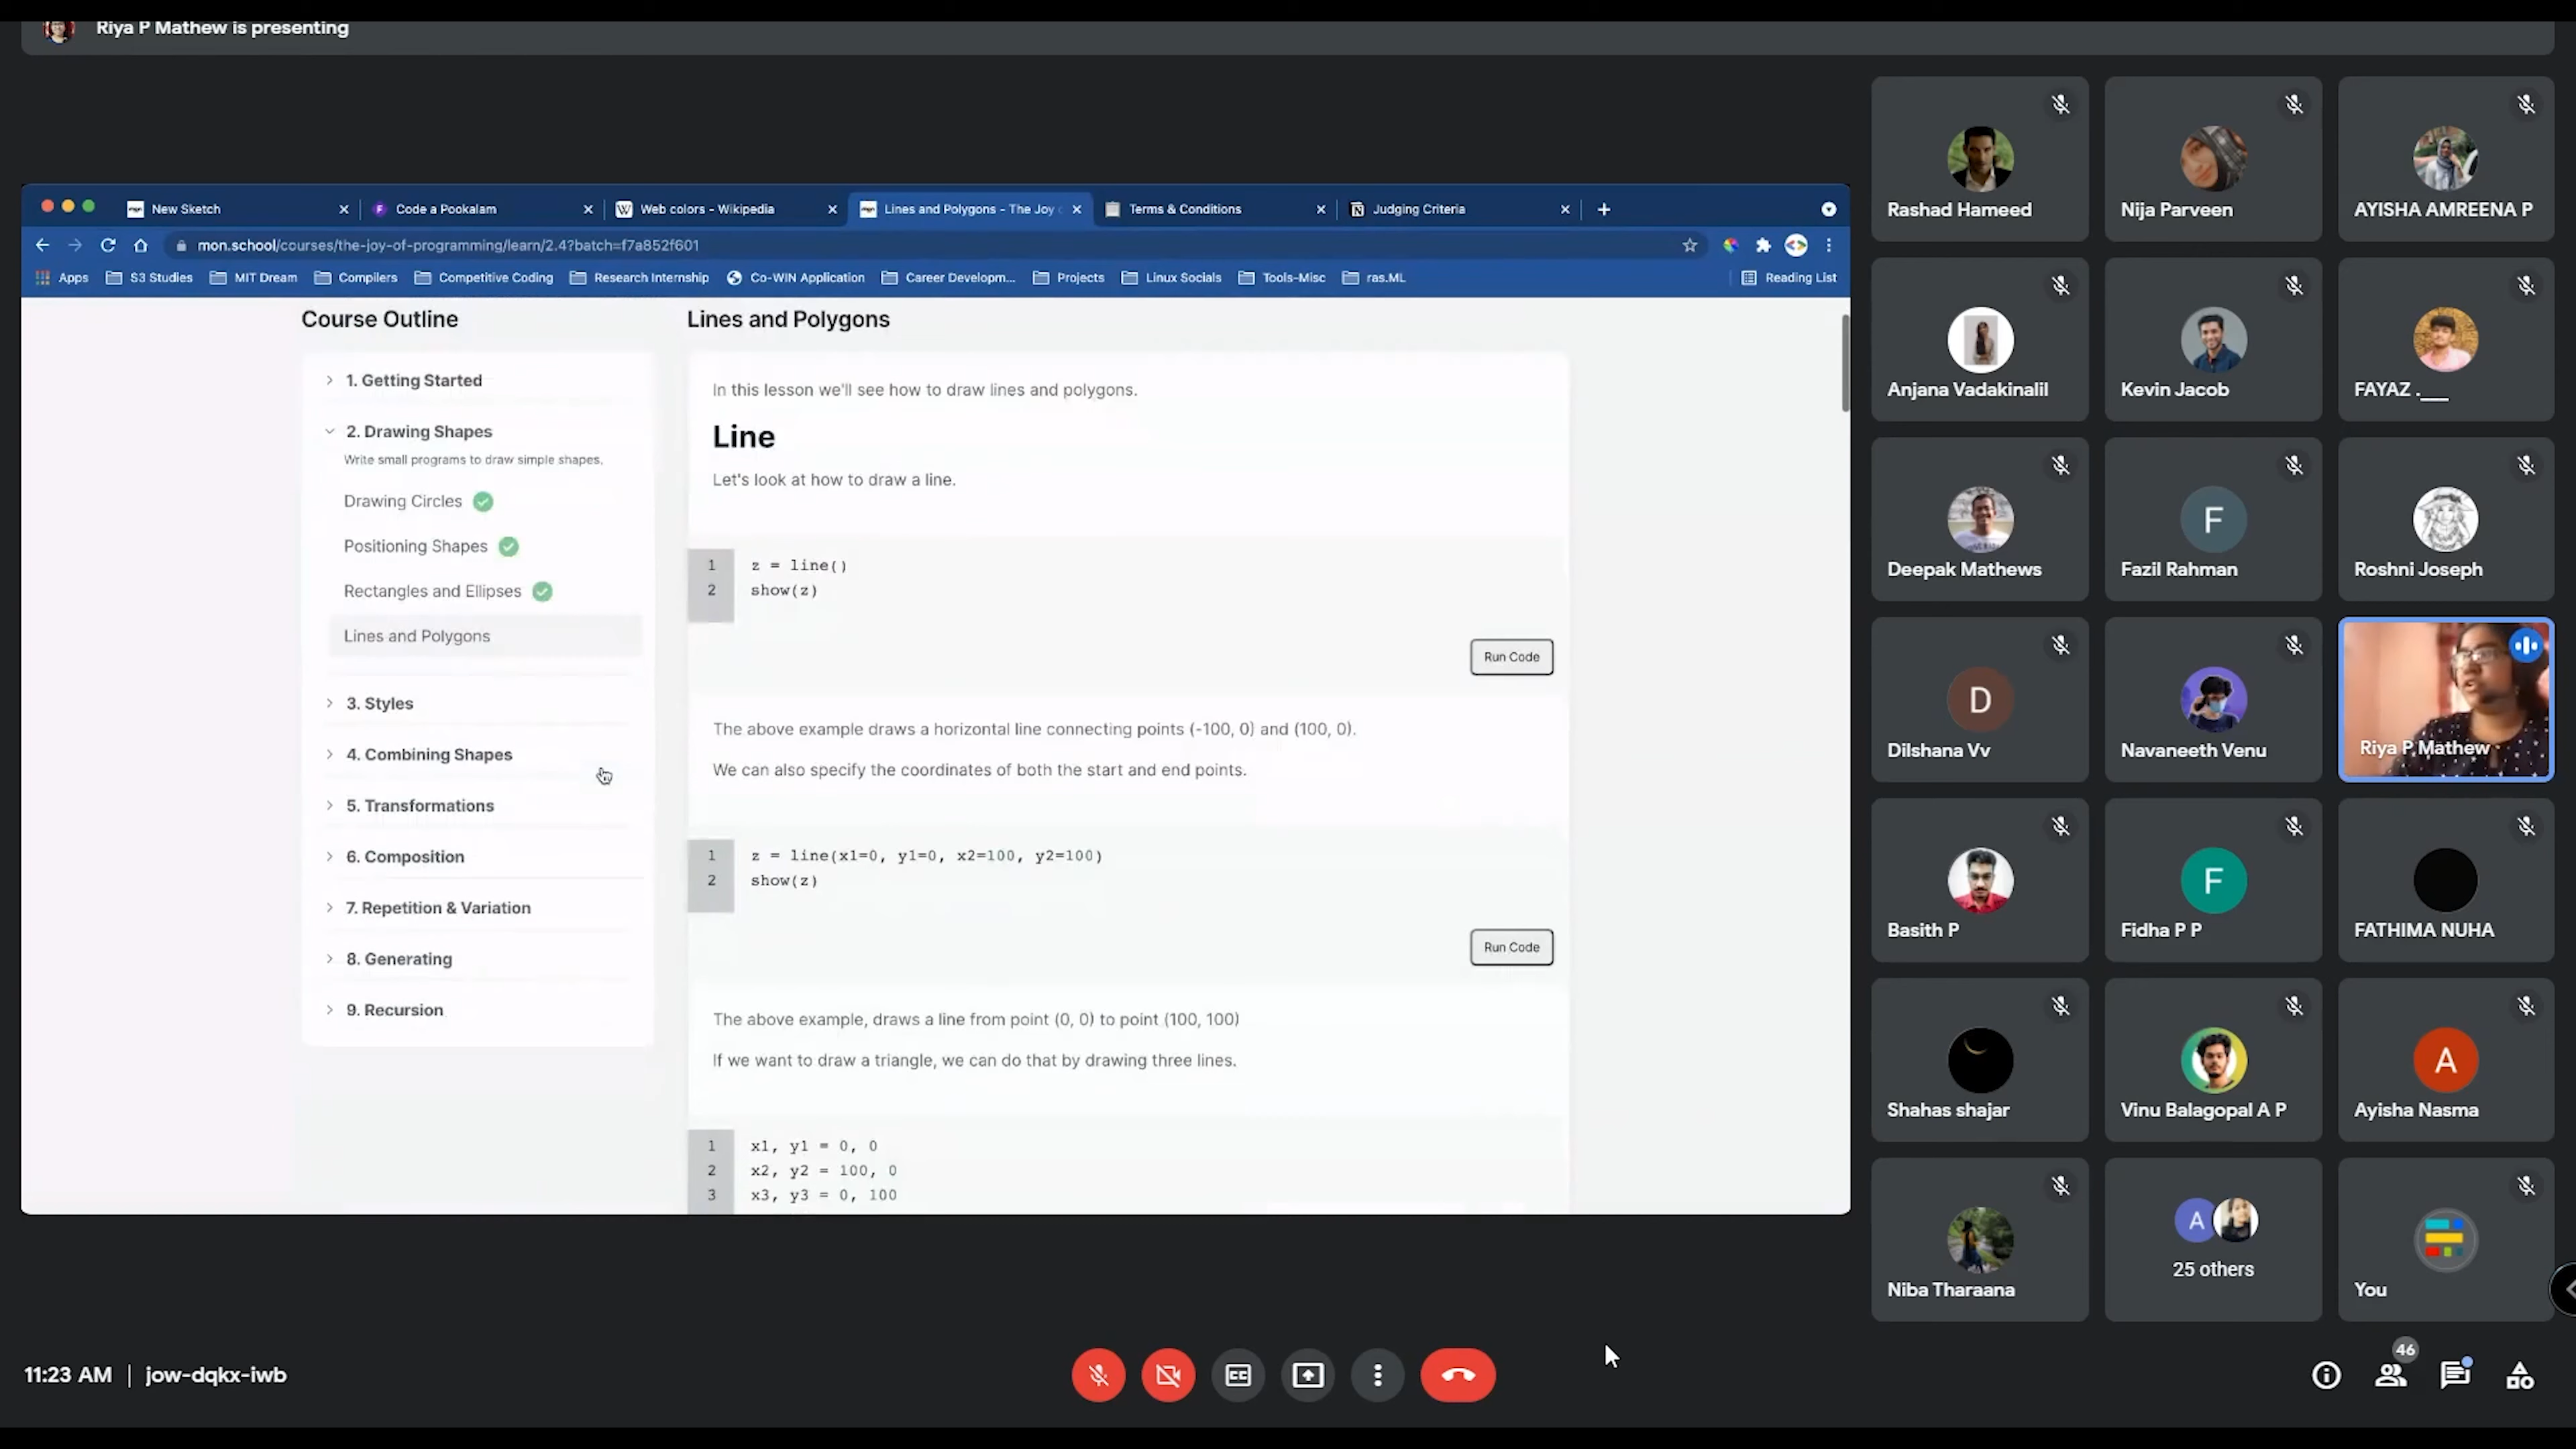 Riya P Mathew is presenting
New Sketch
Code a Pookalam
Web colors - Wikipedia
Lines and Polygons - The Joy
Terms & Conditions
Judging Criteria
mon.school/courses/the-joy-of-programming/learn/2.4?batch=f7a852f601
Apps
S3 Studies
MIT Dream
Compilers
Competitive Coding
Research Internship
Co-WIN Application
Career Developm...
Projects
Linux Socials
Tools-Misc
ras.ML
Reading List
Course Outline
1. Getting Started
2. Drawing Shapes
Write small programs to draw simple shapes.
Drawing Circles
Positioning Shapes
Rectangles and Ellipses
Lines and Polygons
3. Styles
4. Combining Shapes
5. Transformations
6. Composition
7. Repetition & Variation
8. Generating
9. Recursion
Lines and Polygons
In this lesson we'll see how to draw lines and polygons.
Line
Let's look at how to draw a line.
1 z = line()
2 show(z)
Run Code
The above example draws a horizontal line connecting points (-100, 0) and (100, 0).
We can also specify the coordinates of both the start and end points.
1 z = line(x1=0, y1=0, x2=100, y2=100)
2 show(z)
Run Code
The above example, draws a line from point (0, 0) to point (100, 100)
If we want to draw a triangle, we can do that by drawing three lines.
1 x1, y1 = 0, 0
2 x2, y2 = 100, 0
3 x3, y3 = 0, 100
Rashad Hameed
Nija Parveen
AYISHA AMREENA P
Anjana Vadakinalil
Kevin Jacob
FAYAZ .___
Deepak Mathews
F
Fazil Rahman
Roshni Joseph
D
Dilshana Vv
Navaneeth Venu
Riya P Mathew
Basith P
F
Fidha P P
FATHIMA NUHA
Shahas shajar
Vinu Balagopal A P
A
Ayisha Nasma
Niba Tharaana
A
25 others
You
11:23 AM | jow-dqkx-iwb
CC
46